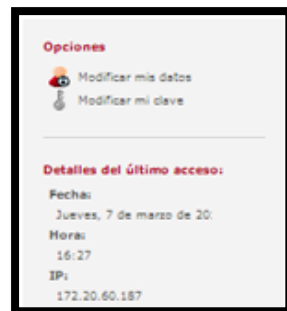 Opciones
Modificar mis datos
Modificar mi clave
Detalles del último acceso:
Fecha:
Jueves, 7 de marzo de 20:
Hora:
16:27
IP:
172.20.60.187